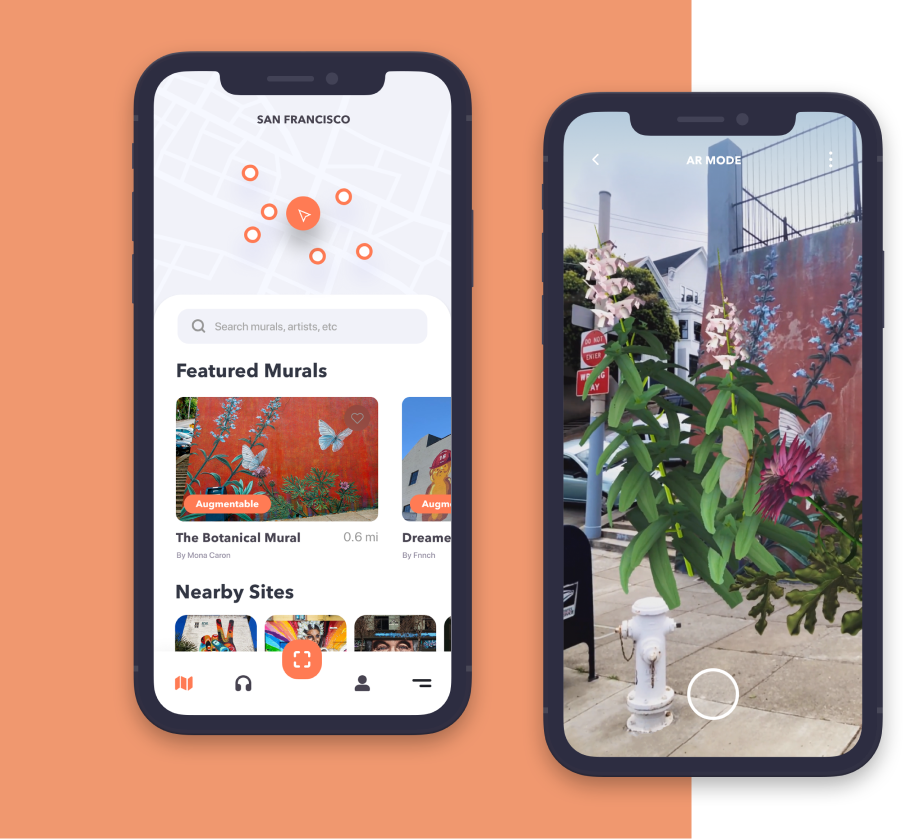 SAN FRANCISCO
Search murals, artists, etc
Featured Murals
Augmentable
Augm
The Botanical Mural
0.6 mi
Dreame
By Mona Caron
By Fnnch
Nearby Sites
AR MODE
DO NOT
ENTER
WRONG
WAY